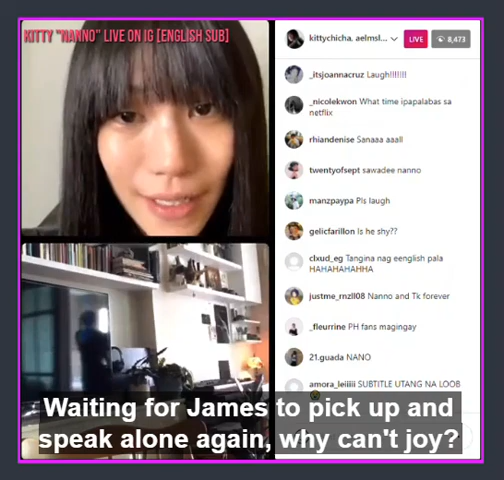 KITTY "NANNO" LIVE ON IG [ENGLISH SUB]
kittychicha, aelmsl... LIVE 8,473
_itsjoannacruz Laugh!!!!!!!
_nicolekwon What time ipapalabas sa
netflix
rhiandenise Sanaaa aaall
twentyofsept sawadee nanno
manzpaypa Pls laugh
gelicfarillon Is he shy??
clxud_eg Tangina nag eenglish pala
HAHAHAHAHHA
justme_rnzll08 Nanno and Tk forever
_fleurrine PH fans magingay
21.guada NANO
amora_leiiiii SUBTITLE UTANG NA LOOB
Waiting for James to pick up and
speak alone again, why can't joy?